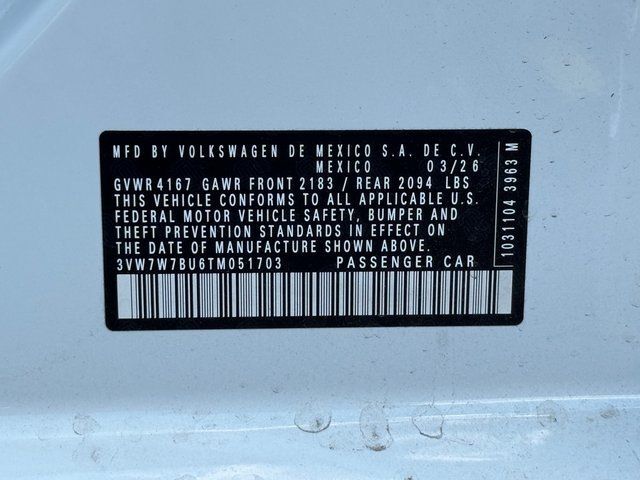 MFD BY VOLKSWAGEN DE MEXICO S.A. DE C.V.
MEXICO 03/26
GVWR 4167 GAWR FRONT 2183 / REAR 2094 LBS
THIS VEHICLE CONFORMS TO ALL APPLICABLE U.S.
FEDERAL MOTOR VEHICLE SAFETY, BUMPER AND
THEFT PREVENTION STANDARDS IN EFFECT ON
THE DATE OF MANUFACTURE SHOWN ABOVE.
3VW7W7BU6TM051703 PASSENGER CAR
1031104 3963 M